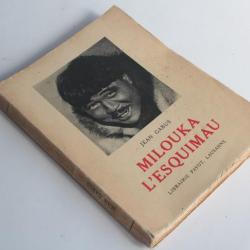 JEAN GABUS
MILOUKA
L'ESQUIMAU
LIBRAIRIE PAYOT, LAUSANNE